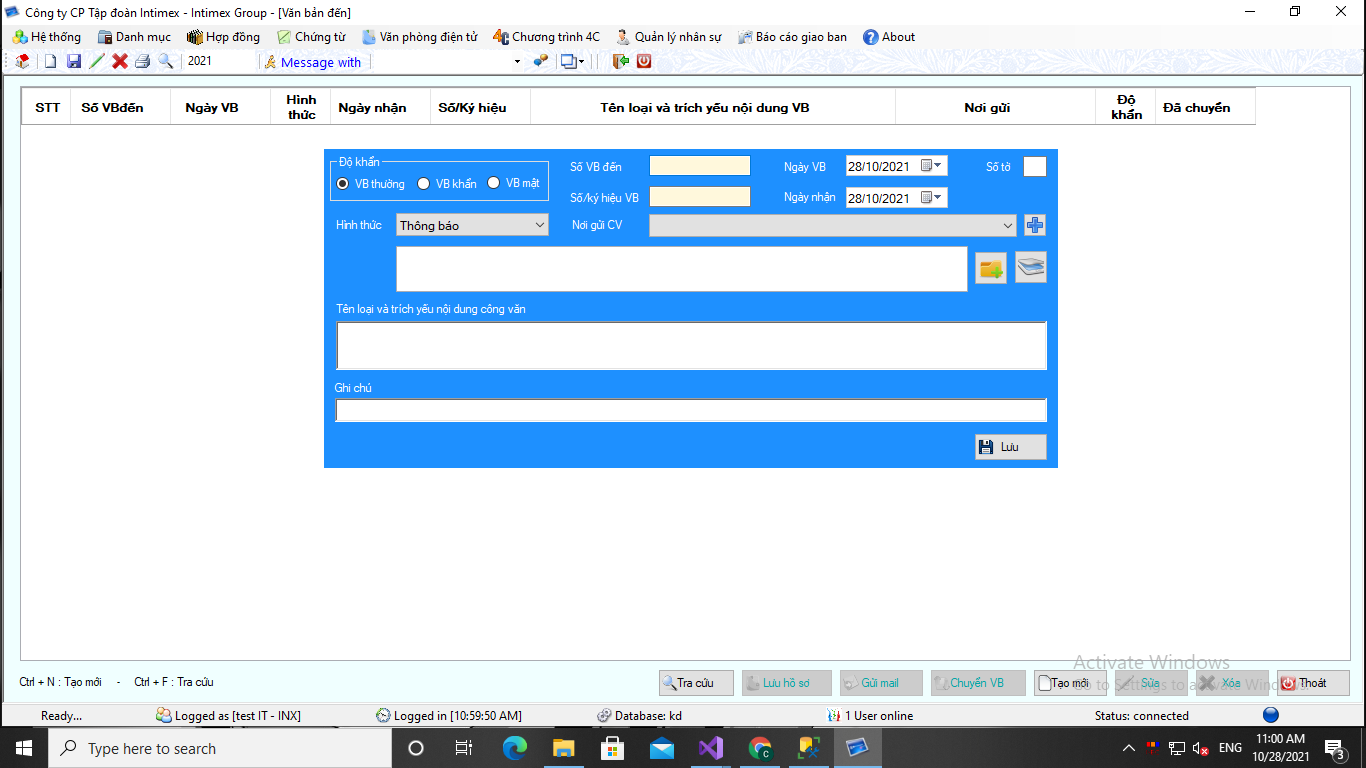 Công ty CP Tập đoàn Intimex - Intimex Group - [Văn bản đến]
Hệ thống Danh mục Hợp đồng Chứng từ Văn phòng điện tử Chương trình 4C Quản lý nhân sự Báo cáo giao ban About
2021 Message with
STT Số VBđến Ngày VB Hình thức Ngày nhận Số/Ký hiệu Tên loại và trích yếu nội dung VB Nơi gửi Độ khẩn Đã chuyển
Độ khẩn
VB thường VB khẩn VB mật
Số VB đến Ngày VB 28/10/2021 Số tờ
Số/ký hiệu VB Ngày nhận 28/10/2021
Hình thức Thông báo Nơi gửi CV
Tên loại và trích yếu nội dung công văn
Ghi chú
Lưu
Activate Windows
Go to Settings to activate Windows.
Ctrl + N : Tạo mới - Ctrl + F : Tra cứu
Tra cứu Lưu hồ sơ Gửi mail Chuyển VB Tạo mới Sửa Xóa Thoát
Ready... Logged as [test IT - INX] Logged in [10:59:50 AM] Database: kd 1 User online Status: connected
Type here to search
ENG
11:00 AM
10/28/2021
3